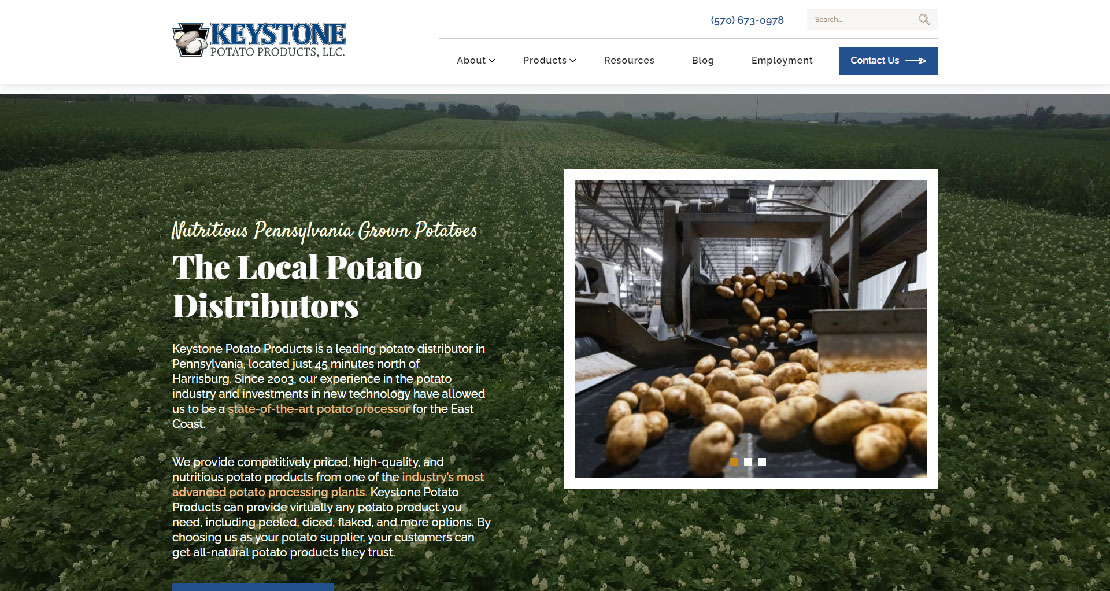 KEYSTONE
POTATO PRODUCTS, LLC.
(570) 673-0978
Search...
About
Products
Resources
Blog
Employment
Contact Us
Nutritious Pennsylvania Grown Potatoes
The Local Potato
Distributors
Keystone Potato Products is a leading potato distributor in
Pennsylvania, located just 45 minutes north of
Harrisburg. Since 2003, our experience in the potato
industry and investments in new technology have allowed
us to be a state-of-the-art potato processor for the East
Coast.
We provide competitively priced, high-quality, and
nutritious potato products from one of the industry's most
advanced potato processing plants. Keystone Potato
Products can provide virtually any potato product you
need, including peeled, diced, flaked, and more options. By
choosing us as your potato supplier, your customers can
get all-natural potato products they trust.